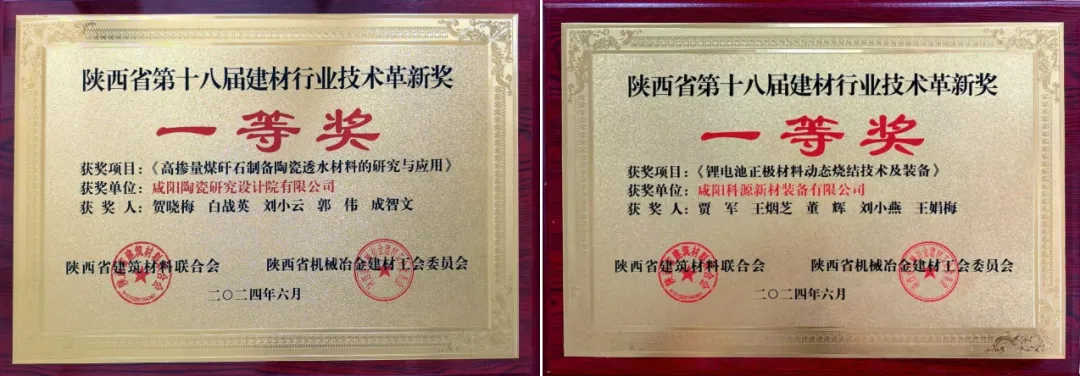 陕西省第十八届建材行业技术革新奖
一等奖
获奖项目：《高掺量煤矸石制备陶瓷透水材料的研究与应用》
获奖单位：咸阳陶瓷研究设计院有限公司
获奖人：贺晓梅 白战英 刘小云 郭伟 成智文
陕西省建筑材料联合会 陕西省机械冶金建材工会委员会
二〇二四年六月
陕西省第十八届建材行业技术革新奖
一等奖
获奖项目：《锂电池正极材料动态烧结技术及装备》
获奖单位：咸阳科源新材装备有限公司
获奖人：贾军 王烟芝 董辉 刘小燕 王娟梅
陕西省建筑材料联合会 陕西省机械冶金建材工会委员会
二〇二四年六月